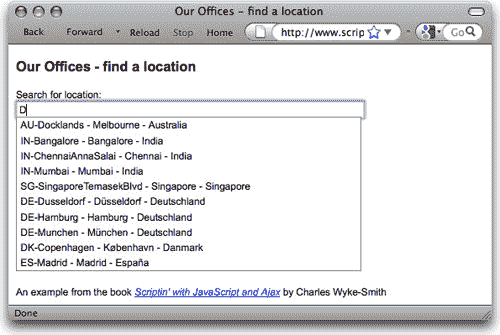 Our Offices - find a location
Back Forward Reload Stop Home http://www.scrip Go
Our Offices - find a location
Search for location:
D
AU-Docklands - Melbourne - Australia
IN-Bangalore - Bangalore - India
IN-ChennaiAnnaSalai - Chennai - India
IN-Mumbai - Mumbai - India
SG-SingaporeTemasekBlvd - Singapore - Singapore
DE-Dusseldorf - Düsseldorf - Deutschland
DE-Hamburg - Hamburg - Deutschland
DE-Munchen - München - Deutschland
DK-Copenhagen - København - Danmark
ES-Madrid - Madrid - España
An example from the book Scriptin' with JavaScript and Ajax by Charles Wyke-Smith
Done